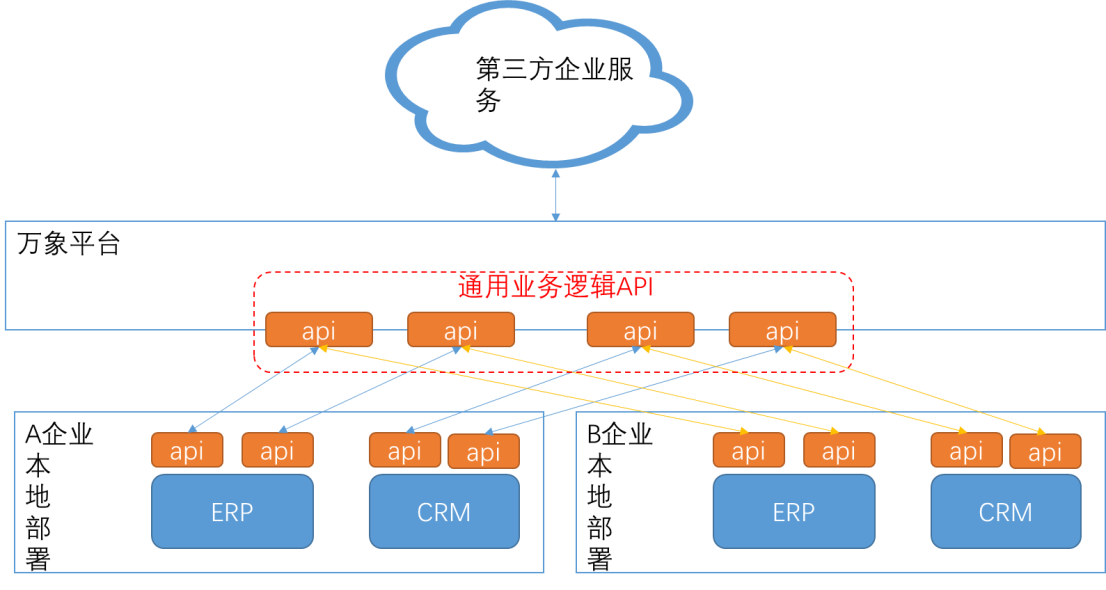 第三方企业服
务
万象平台
通用业务逻辑API
api api api api
A企业
本
地
部
署
api api api api
ERP CRM
B企业
本
地
部
署
api api api api
ERP CRM